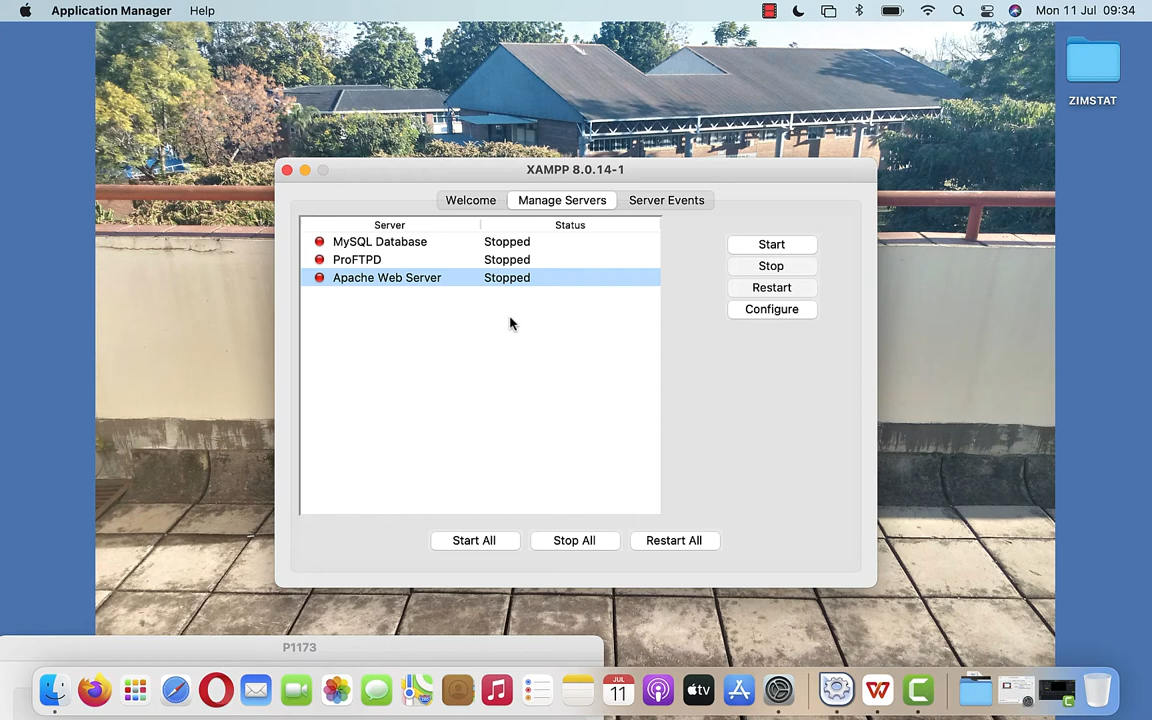 Application Manager Help Mon 11 Jul 09:34
ZIMSTAT
XAMPP 8.0.14-1
Welcome Manage Servers Server Events
Server Status
MySQL Database Stopped
ProFTPD Stopped
Apache Web Server Stopped
Start
Stop
Restart
Configure
Start All Stop All Restart All
P1173
JUL
11
tv